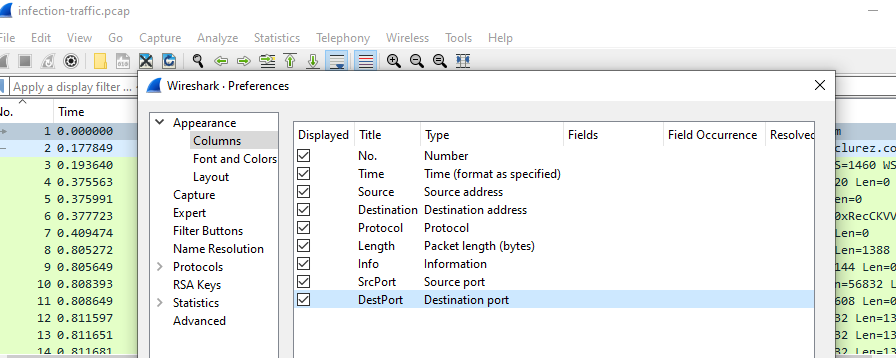 infection-traffic.pcap
File Edit View Go Capture Analyze Statistics Telephony Wireless Tools Help
Apply a display filter ...
Wireshark · Preferences
No. Time
1 0.000000
2 0.177849
3 0.193640
4 0.375563
5 0.375991
6 0.377723
7 0.409474
8 0.805272
9 0.805649
10 0.808393
11 0.808649
12 0.811597
13 0.811651
14 0.811681
Appearance
Columns
Font and Colors
Layout
Capture
Expert
Filter Buttons
Name Resolution
Protocols
RSA Keys
Statistics
Advanced
Displayed Title Type Fields Field Occurrence Resolved
No. Number
Time Time (format as specified)
Source Source address
Destination Destination address
Protocol Protocol
Length Packet length (bytes)
Info Information
SrcPort Source port
DestPort Destination port
m
clurez.co
S=1460 WS
20 Len=0
en=0
0xRecCKVV
Len=0
Len=1388
144 Len=0
n=56832 L
608 Len=0
32 Len=13
32 Len=13
32 Len=13